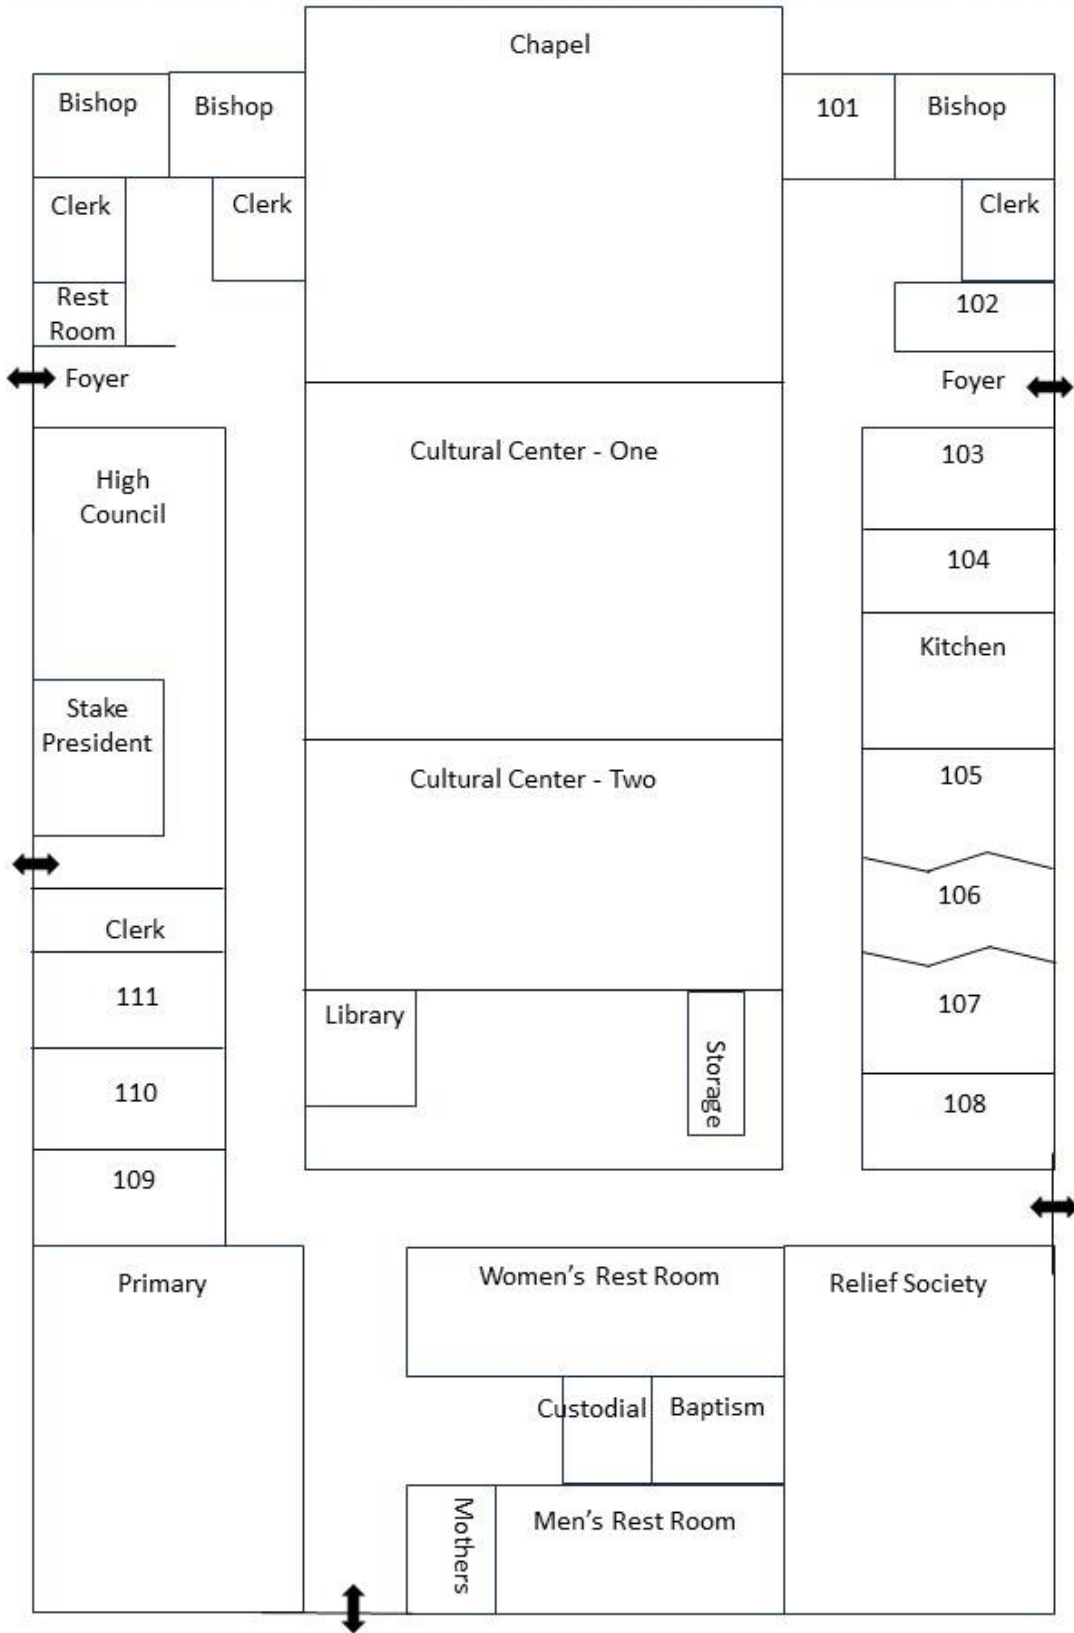 Chapel
Bishop
Bishop
101
Bishop
Clerk
Clerk
Clerk
Rest
Room
102
Foyer
Foyer
Cultural Center - One
103
High
Council
104
Kitchen
Stake
President
Cultural Center - Two
105
106
Clerk
111
Library
Storage
107
110
108
109
Primary
Women's Rest Room
Relief Society
Custodial
Baptism
Mothers
Men's Rest Room